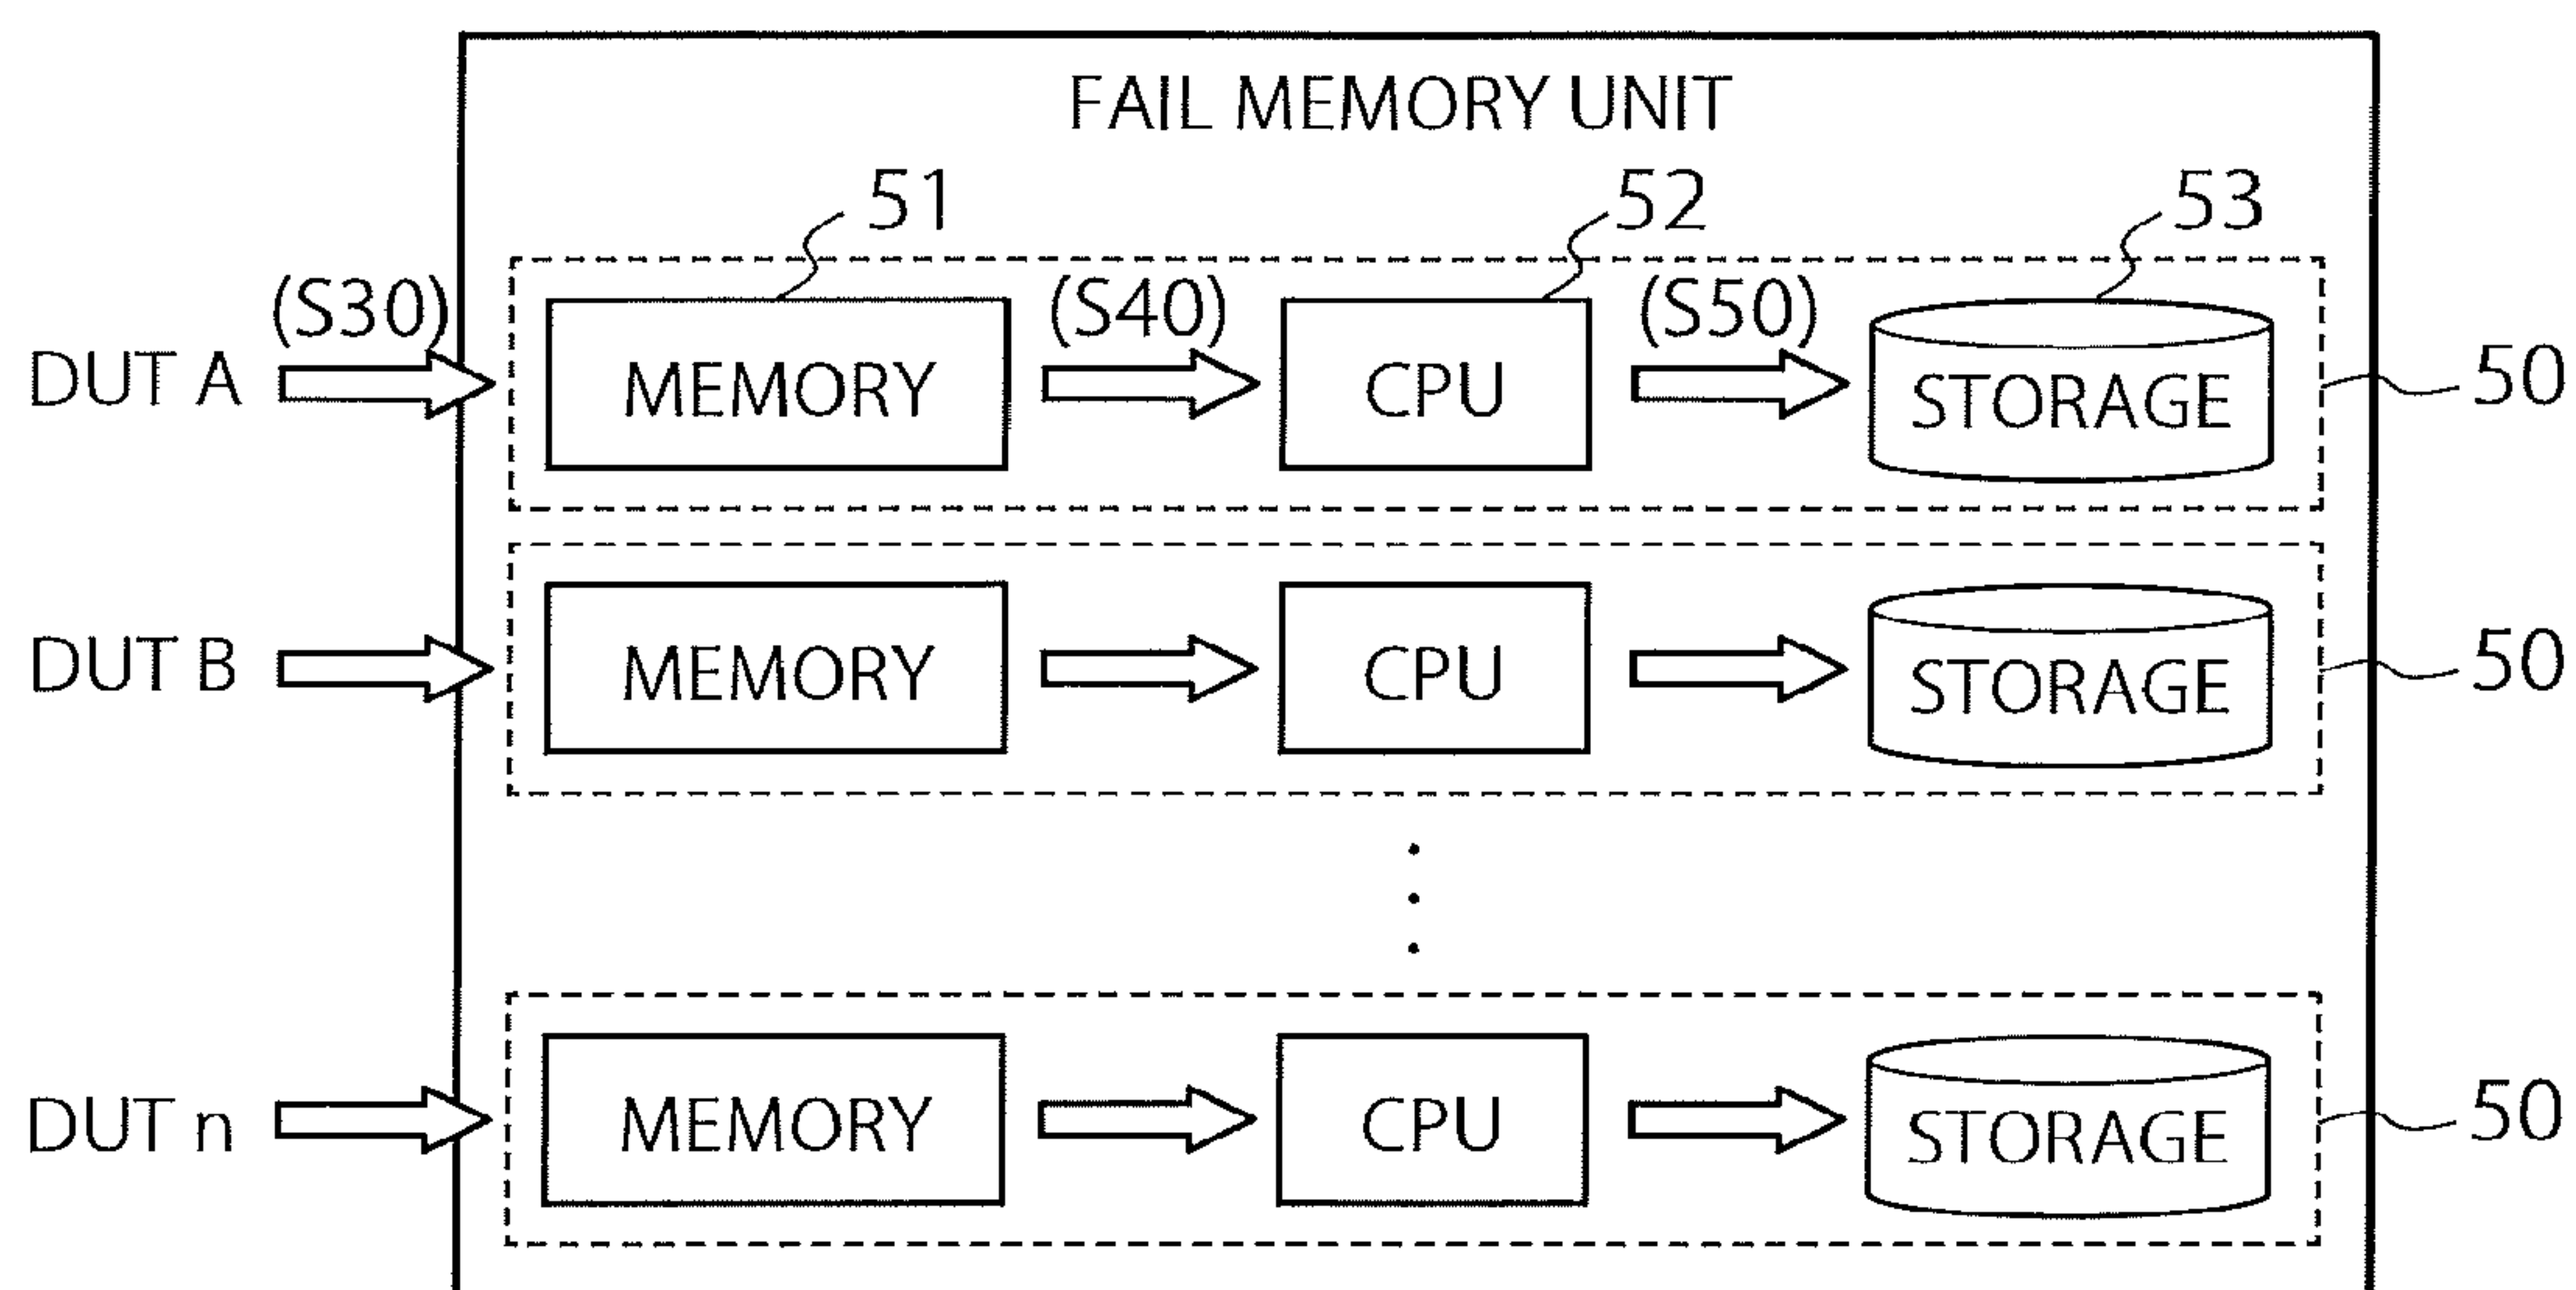 FAIL MEMORY UNIT
51 52 53
(S30) (S40) (S50)
DUT A MEMORY CPU STORAGE 50
DUT B MEMORY CPU STORAGE 50
DUT n MEMORY CPU STORAGE 50